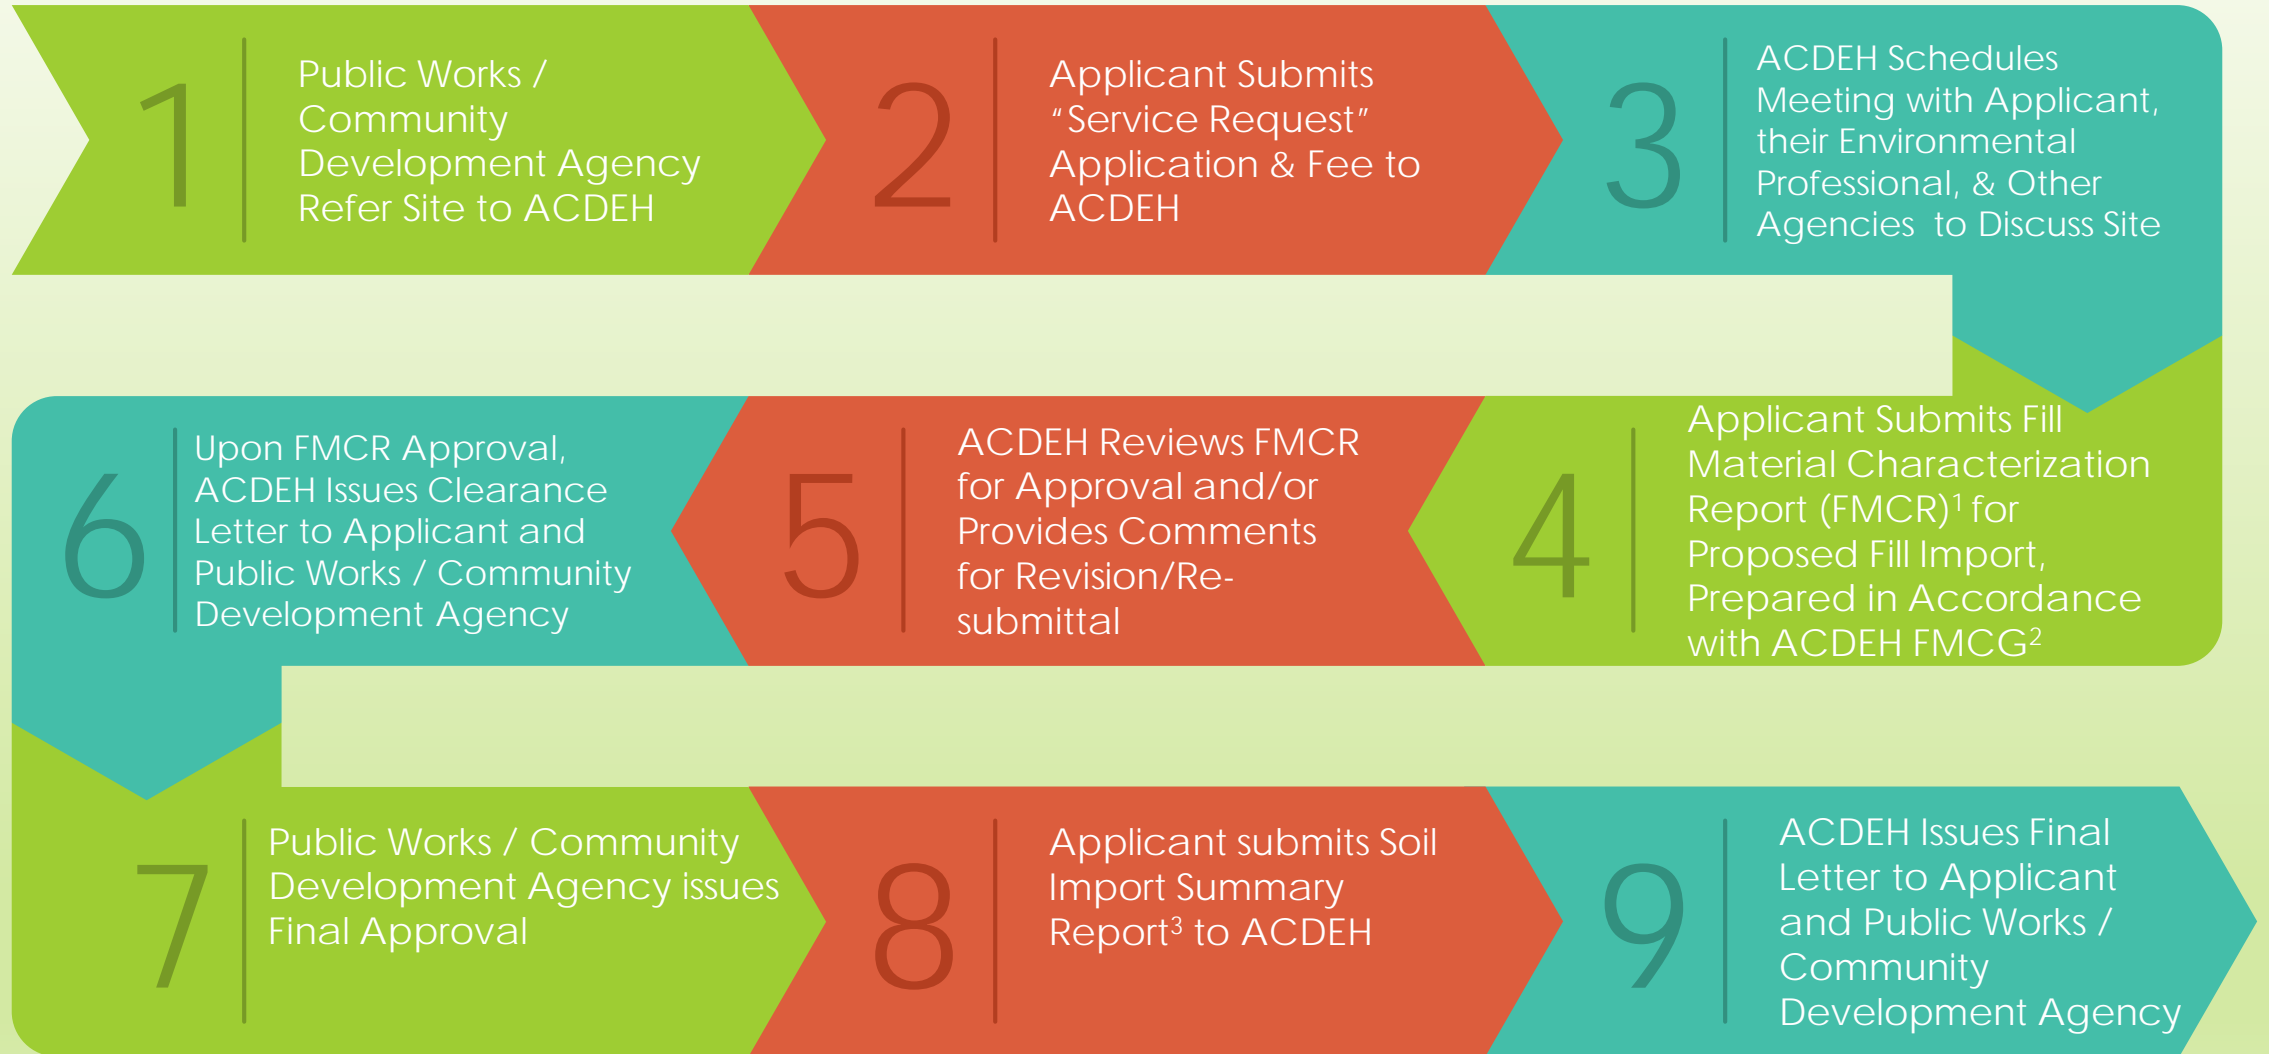 1
Public Works /
Community
Development Agency
Refer Site to ACDEH
2
Applicant Submits
“Service Request”
Application & Fee to
ACDEH
3
ACDEH Schedules
Meeting with Applicant,
their Environmental
Professional, & Other
Agencies to Discuss Site
4
Applicant Submits Fill
Material Characterization
Report (FMCR)¹ for
Proposed Fill Import,
Prepared in Accordance
with ACDEH FMCG²
5
ACDEH Reviews FMCR
for Approval and/or
Provides Comments
for Revision/Re-
submittal
6
Upon FMCR Approval,
ACDEH Issues Clearance
Letter to Applicant and
Public Works / Community
Development Agency
7
Public Works / Community
Development Agency issues
Final Approval
8
Applicant submits Soil
Import Summary
Report³ to ACDEH
9
ACDEH Issues Final
Letter to Applicant
and Public Works /
Community
Development Agency